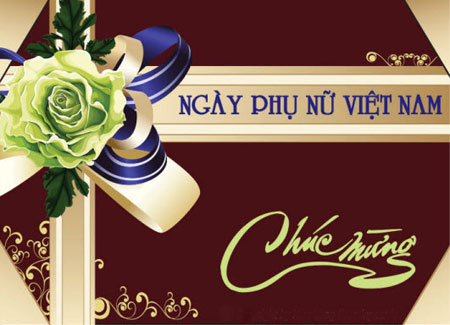 NGÀY PHỤ NỮ VIỆT NAM
Chúc mừng